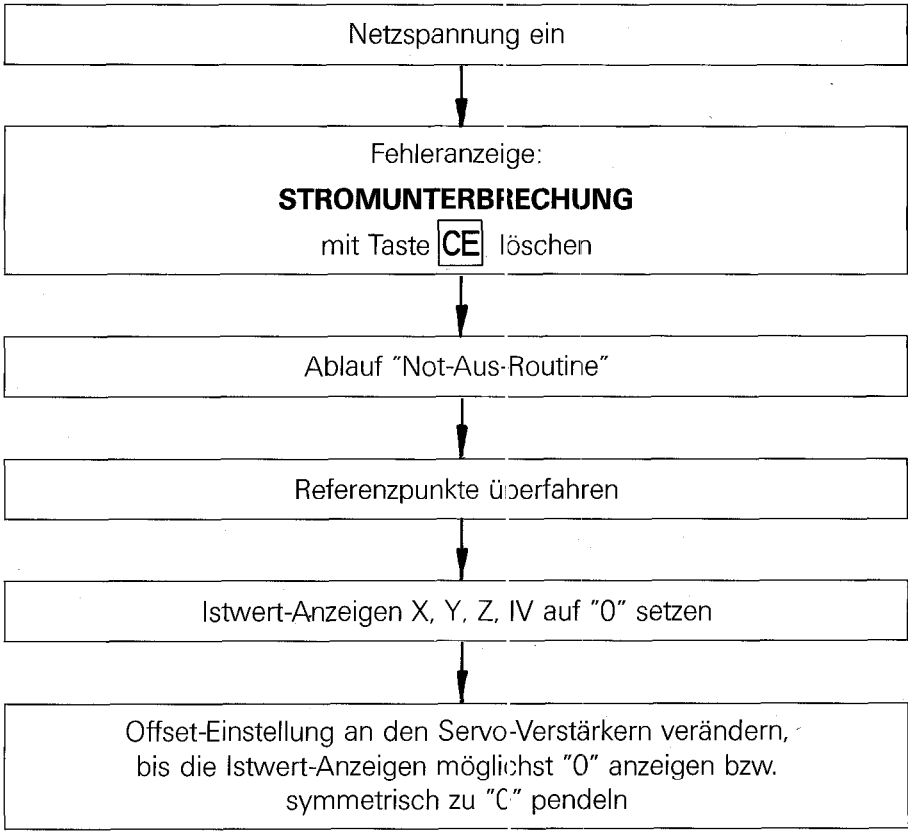 Netzspannung ein
Fehleranzeige:
STROMUNTERBRECHUNG
mit Taste CE löschen
Ablauf "Not-Aus-Routine"
Referenzpunkte überfahren
Istwert-Anzeigen X, Y, Z, IV auf "0" setzen
Offset-Einstellung an den Servo-Verstärkern verändern,
bis die Istwert-Anzeigen möglichst "0" anzeigen bzw.
symmetrisch zu "0" pendeln